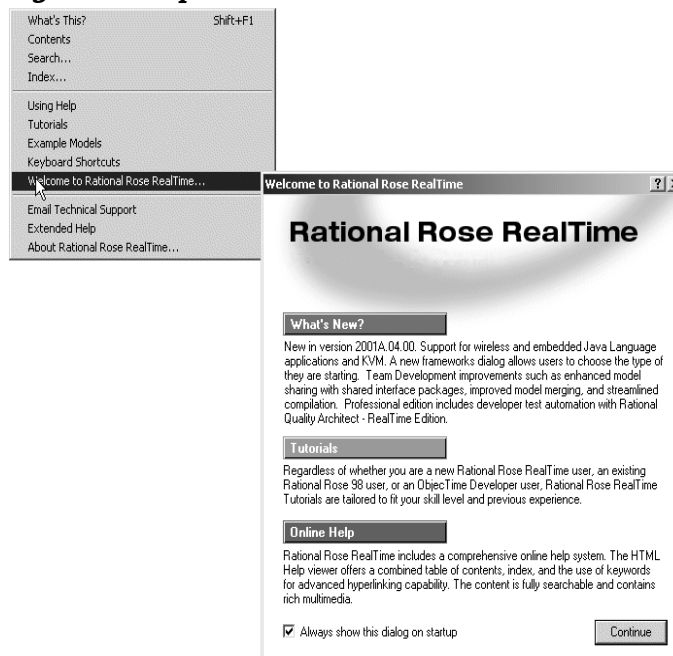 What's This? Shift+F1
Contents
Search...
Index...
Using Help
Tutorials
Example Models
Keyboard Shortcuts
Welcome to Rational Rose RealTime...
Email Technical Support
Extended Help
About Rational Rose RealTime...
Welcome to Rational Rose RealTime
Rational Rose RealTime
What's New?
New in version 2001A.04.00. Support for wireless and embedded Java Language
applications and KVM. A new frameworks dialog allows users to choose the type of
they are starting. Team Development improvements such as enhanced model
sharing with shared interface packages, improved model merging, and streamlined
compilation. Professional edition includes developer test automation with Rational
Quality Architect - RealTime Edition.
Tutorials
Regardless of whether you are a new Rational Rose RealTime user, an existing
Rational Rose 98 user, or an ObjecTime Developer user, Rational Rose RealTime
Tutorials are tailored to fit your skill level and previous experience.
Online Help
Rational Rose RealTime includes a comprehensive online help system. The HTML
Help viewer offers a combined table of contents, index, and the use of keywords
for advanced hyperlinking capability. The content is fully searchable and contains
rich multimedia.
Always show this dialog on startup
Continue